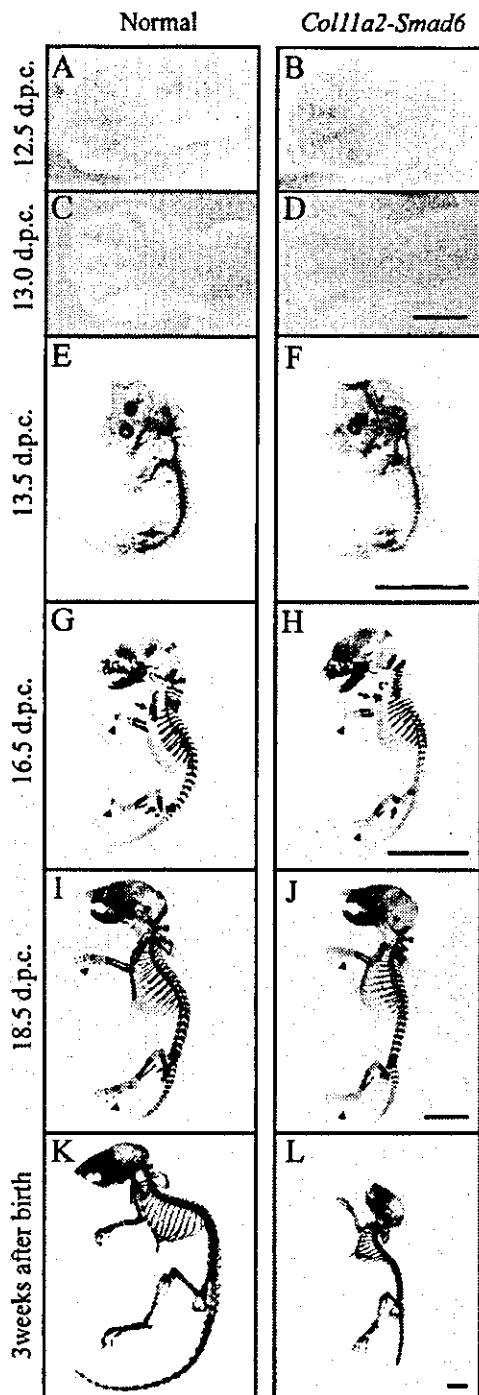 Normal Col11a2-Smad6
12.5 d.p.c.
A B
13.0 d.p.c.
C D
13.5 d.p.c.
E F
16.5 d.p.c.
G H
18.5 d.p.c.
I J
3weeks after birth
K L